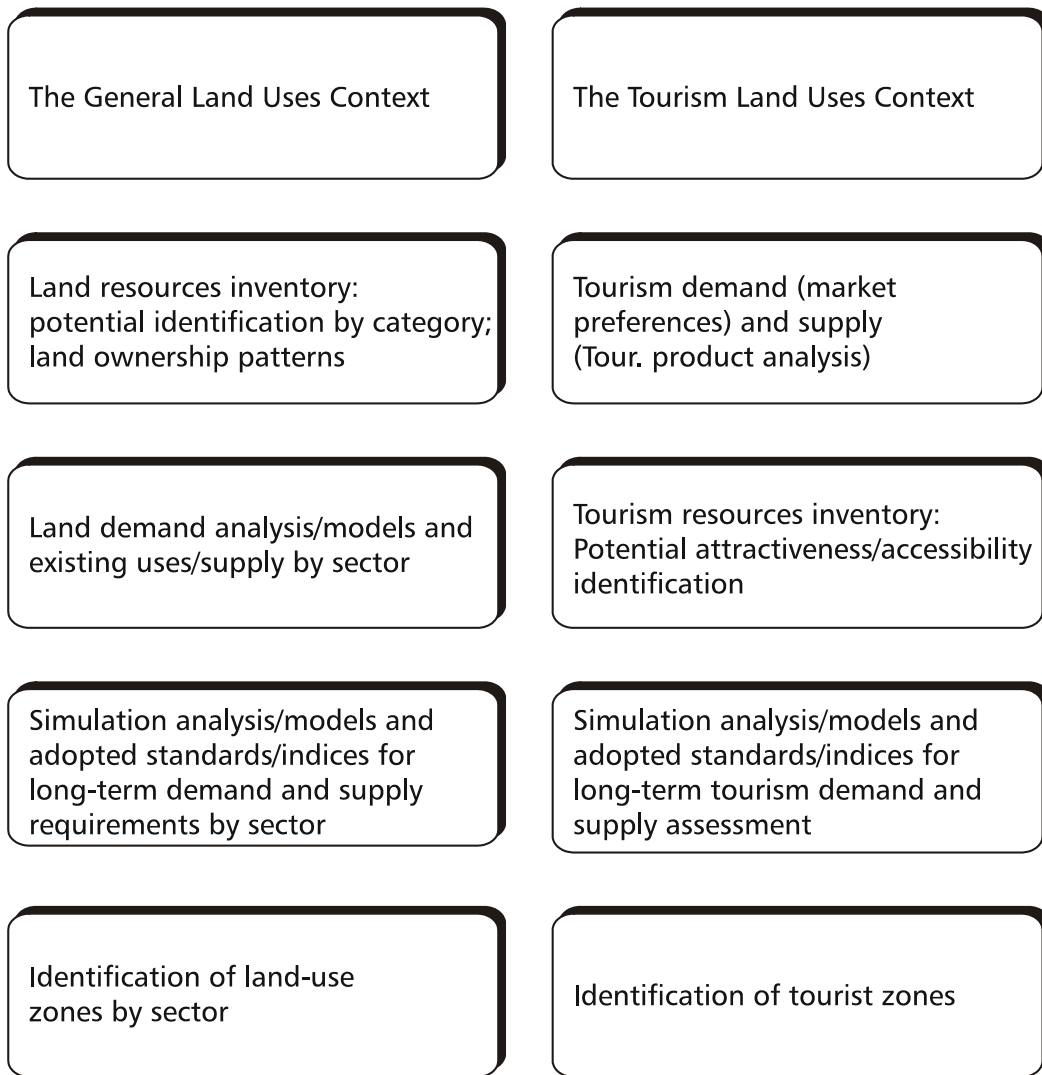 The General Land Uses Context
The Tourism Land Uses Context
Land resources inventory:
potential identification by category;
land ownership patterns
Tourism demand (market
preferences) and supply
(Tour. product analysis)
Land demand analysis/models and
existing uses/supply by sector
Tourism resources inventory:
Potential attractiveness/accessibility
identification
Simulation analysis/models and
adopted standards/indices for
long-term demand and supply
requirements by sector
Simulation analysis/models and
adopted standards/indices for
long-term tourism demand and
supply assessment
Identification of land-use
zones by sector
Identification of tourist zones